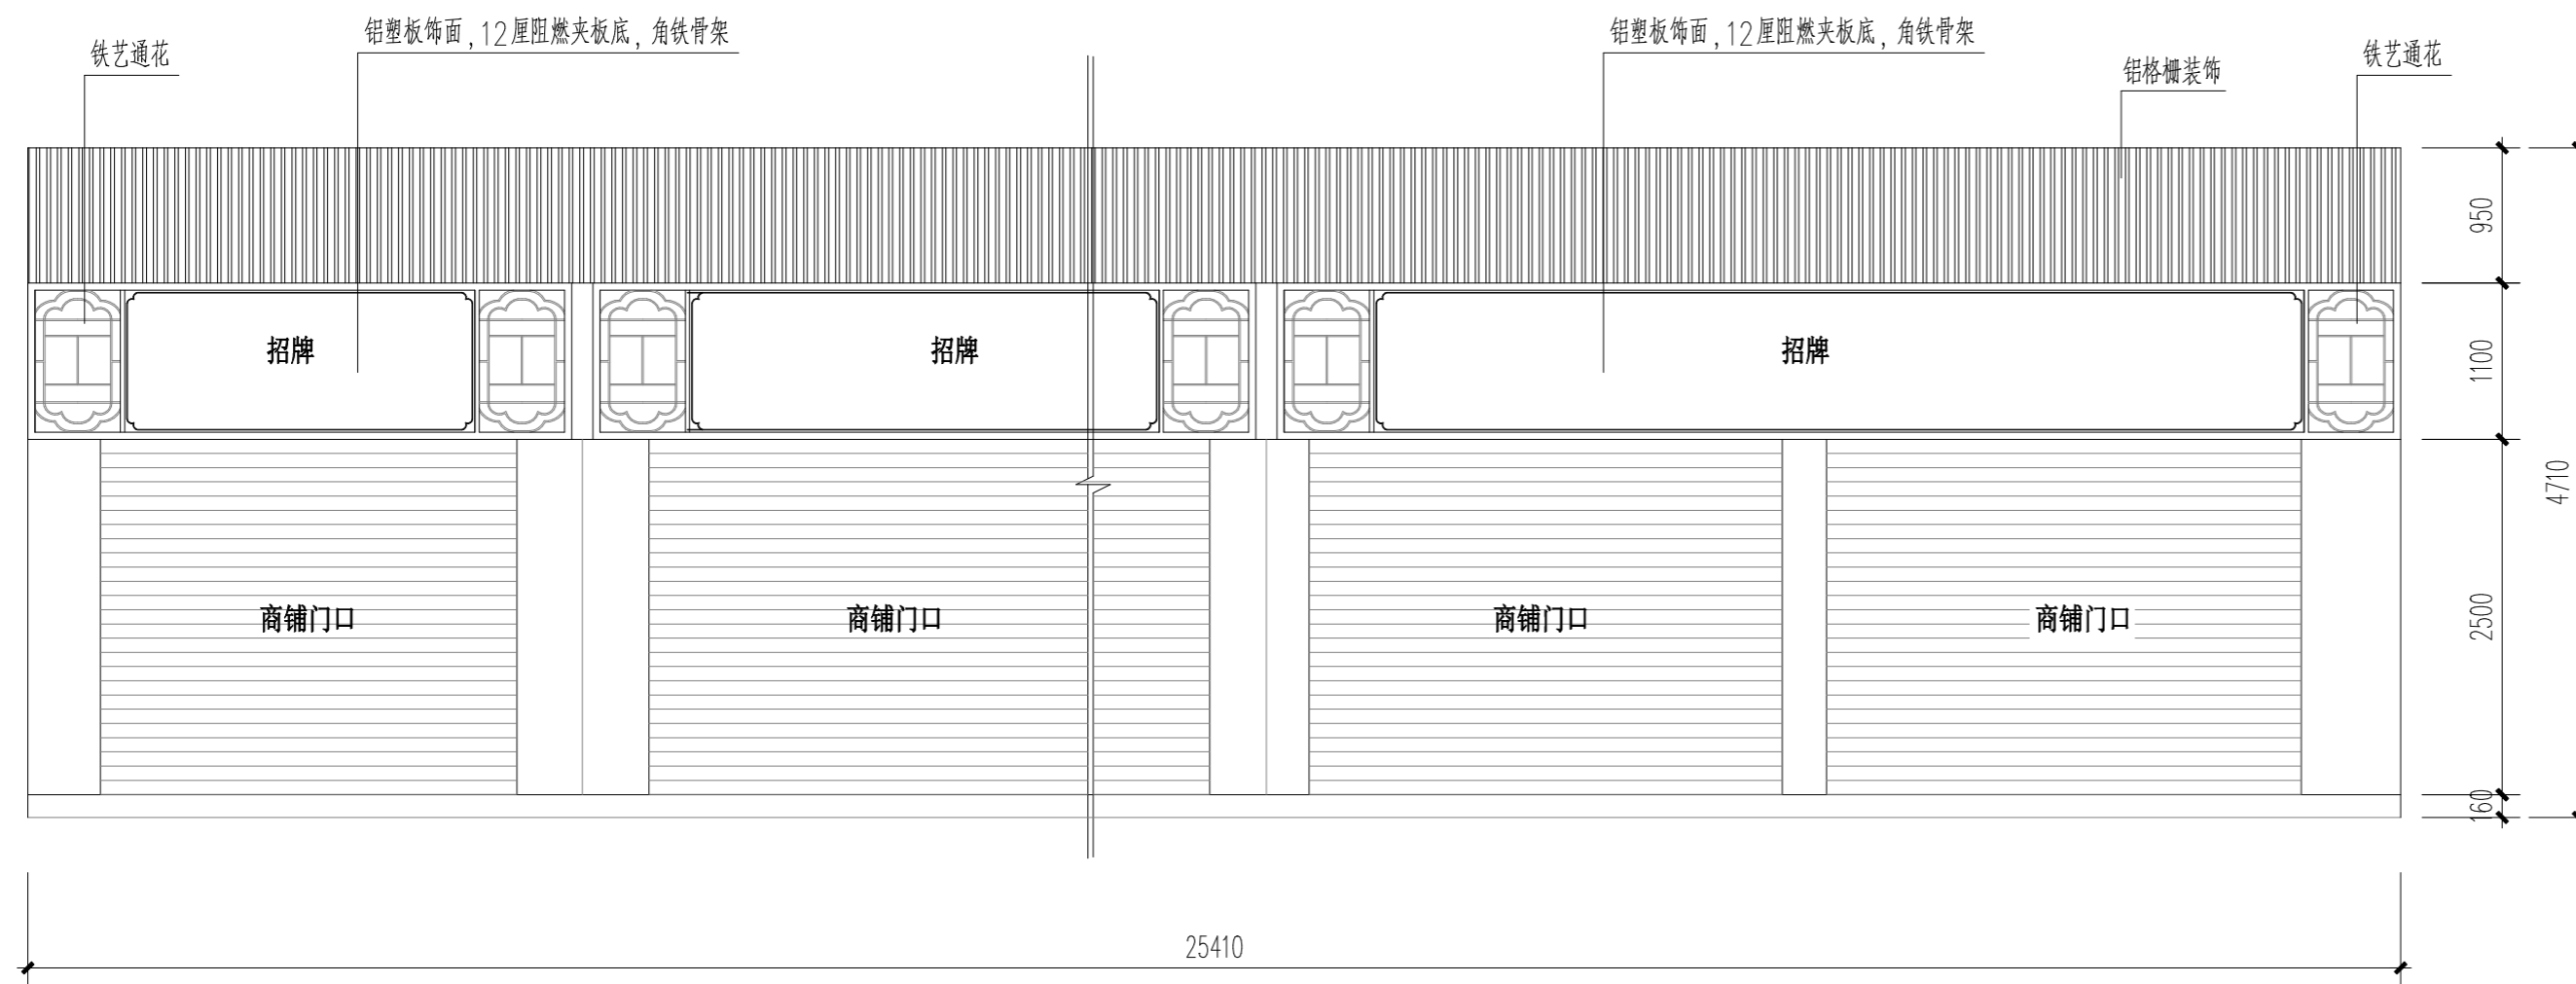 铝塑板饰面,12厘阻燃夹板底,角铁骨架
铝塑板饰面,12厘阻燃夹板底,角铁骨架
铁艺通花
铁艺通花
铝格栅装饰
950
招牌
招牌
招牌
1100
4710
2500
商铺门口
商铺门口
商铺门口
商铺门口
160
25410